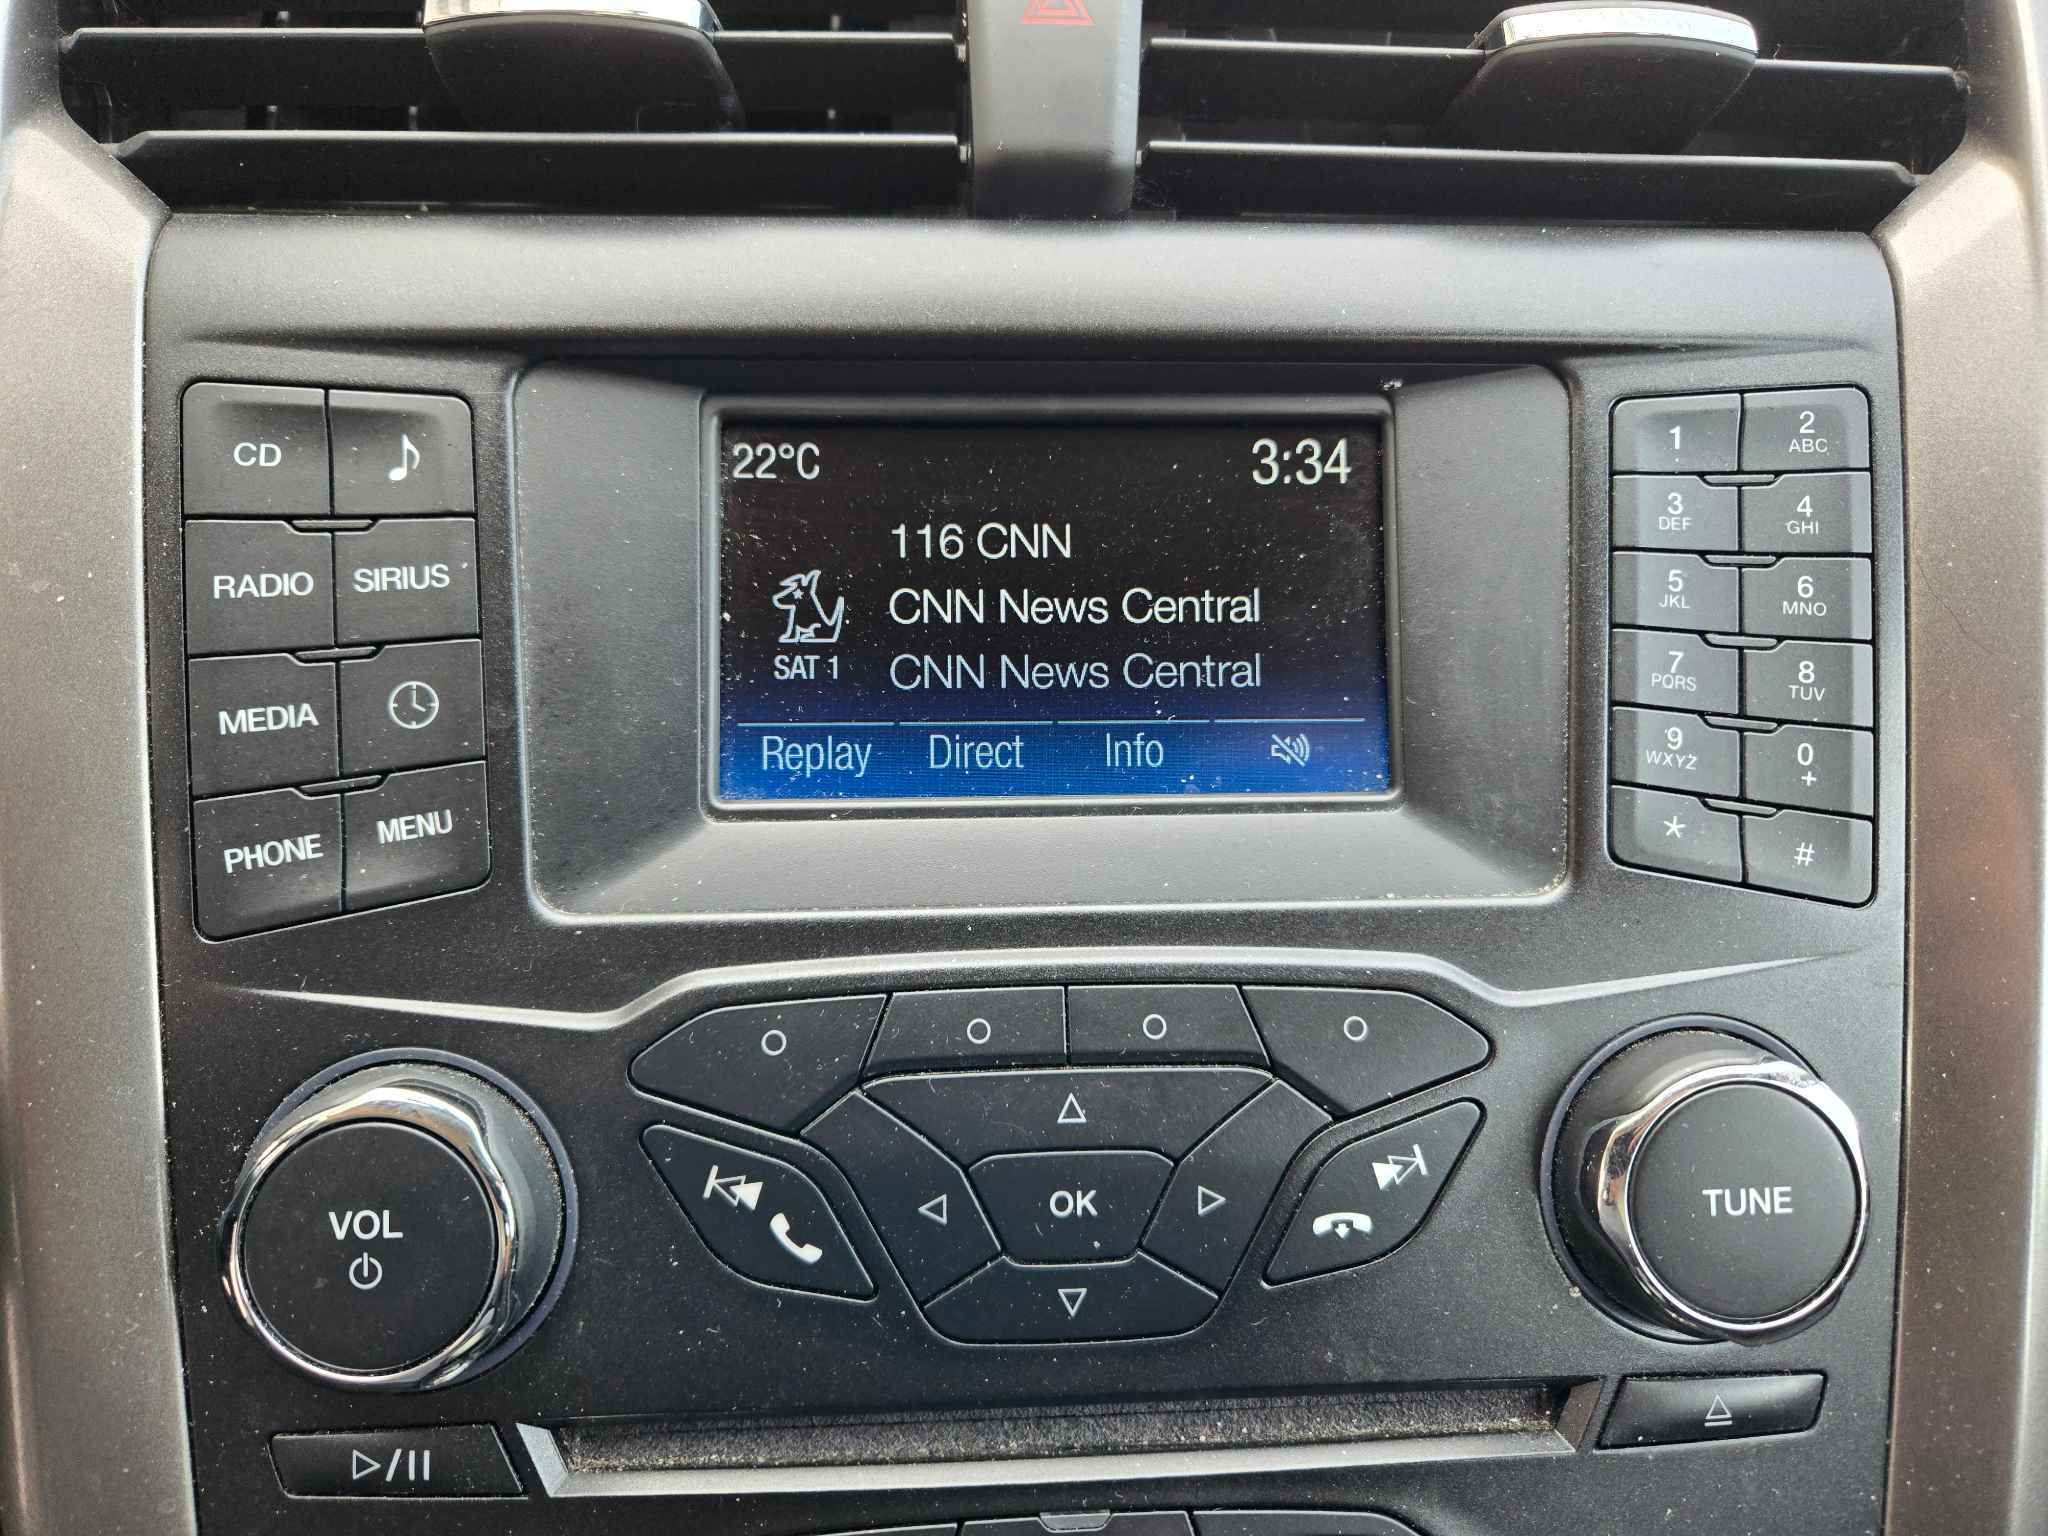 22°C 3:34
116 CNN
CNN News Central
SAT 1 CNN News Central
Replay Direct Info
CD
RADIO SIRIUS
MEDIA
PHONE MENU
1 2 ABC
3 DEF 4 GHI
5 JKL 6 MNO
7 PQRS 8 TUV
9 WXYZ 0 +
* #
VOL
OK
TUNE